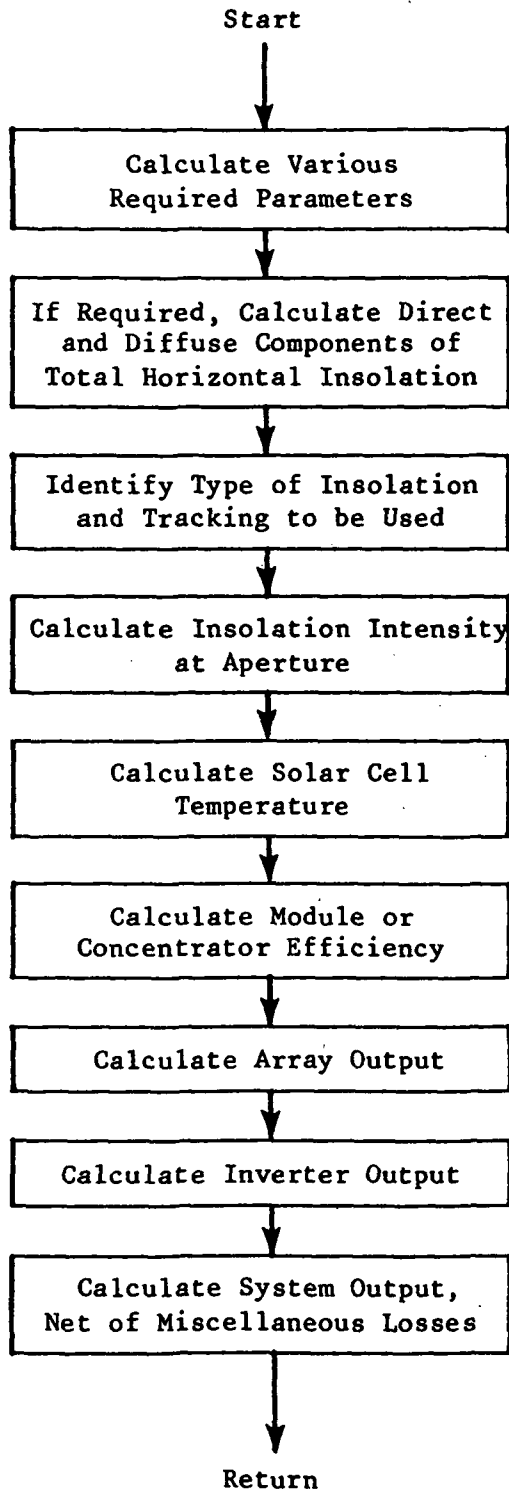 Start
Calculate Various
Required Parameters
If Required, Calculate Direct
and Diffuse Components of
Total Horizontal Insolation
Identify Type of Insolation
and Tracking to be Used
Calculate Insolation Intensity
at Aperture
Calculate Solar Cell
Temperature
Calculate Module or
Concentrator Efficiency
Calculate Array Output
Calculate Inverter Output
Calculate System Output,
Net of Miscellaneous Losses
Return